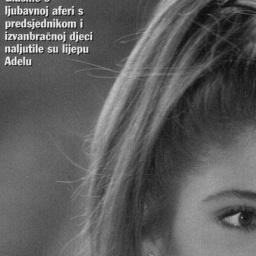 ljubavnoj aferi s
predsjednikom i
izvanbračnoj djeci
naljutile su lijepu
Adelu